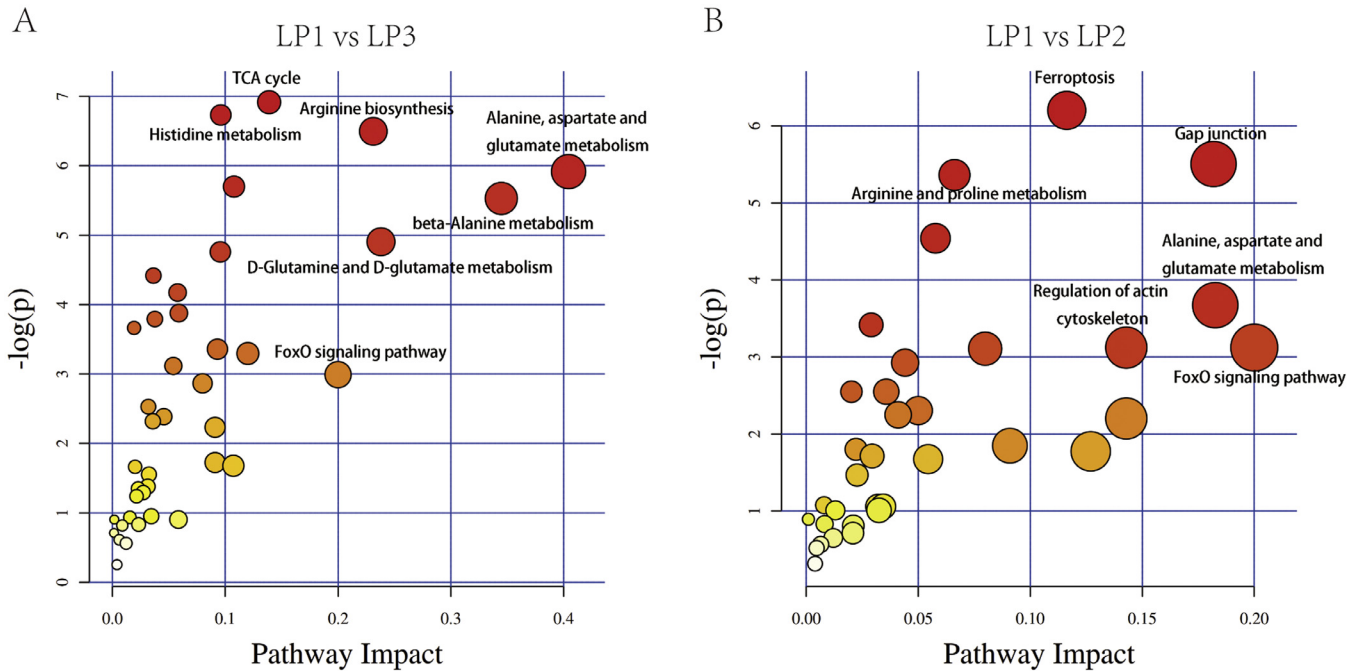 A
LP1 vs LP3
TCA cycle
Arginine biosynthesis
Histidine metabolism
Alanine, aspartate and
glutamate metabolism
beta-Alanine metabolism
D-Glutamine and D-glutamate metabolism
FoxO signaling pathway
-log(p)
7
6
5
4
3
2
1
0
0.0 0.1 0.2 0.3 0.4
Pathway Impact
B
LP1 vs LP2
Ferroptosis
Gap junction
Arginine and proline metabolism
Alanine, aspartate and
glutamate metabolism
Regulation of actin
cytoskeleton
FoxO signaling pathway
-log(p)
6
5
4
3
2
1
0.00 0.05 0.10 0.15 0.20
Pathway Impact